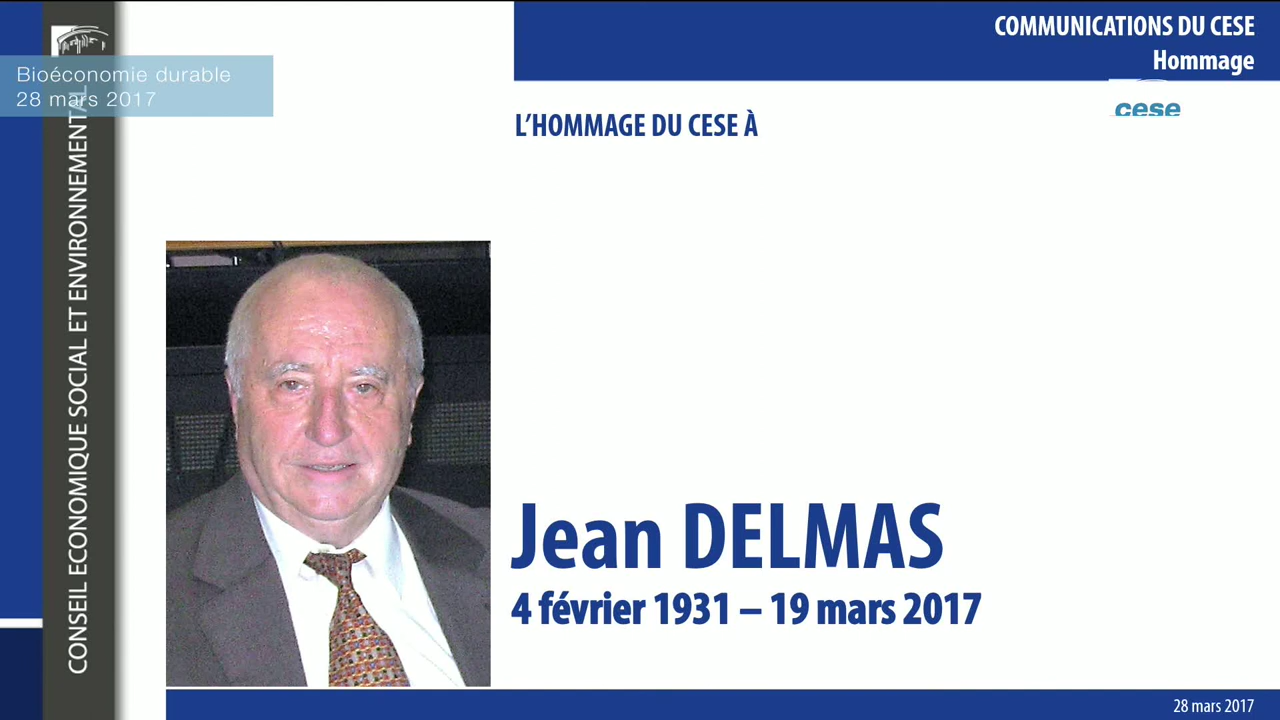 COMMUNICATIONS DU CESE
Hommage
Bioéconomie durable
28 mars 2017
cese
L'HOMMAGE DU CESE À
CONSEIL ECONOMIQUE SOCIAL ET ENVIRONNEMENTAL
Jean DELMAS
4 février 1931 – 19 mars 2017
28 mars 2017